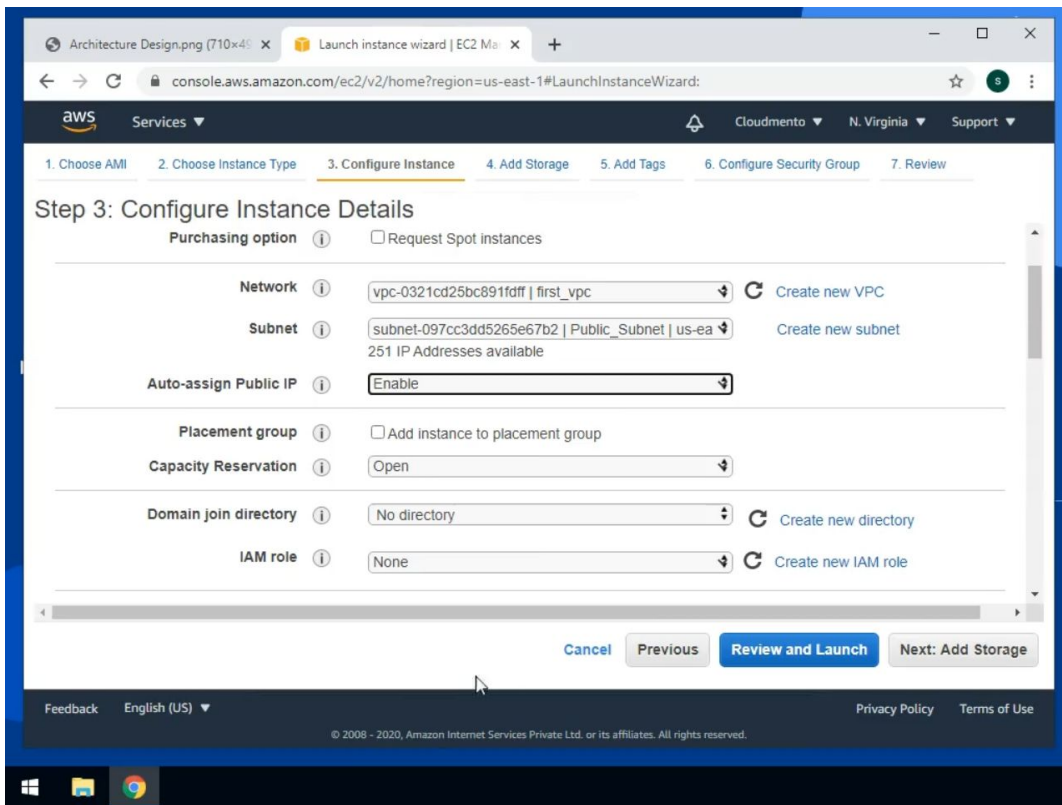 Architecture Design.png (710×49
Launch instance wizard | EC2 Ma
console.aws.amazon.com/ec2/v2/home?region=us-east-1#LaunchInstanceWizard:
S
aws Services Cloudmento N. Virginia Support
1. Choose AMI 2. Choose Instance Type 3. Configure Instance 4. Add Storage 5. Add Tags 6. Configure Security Group 7. Review
Step 3: Configure Instance Details
Purchasing option i Request Spot instances
Network i vpc-0321cd25bc891fdff | first_vpc Create new VPC
Subnet i subnet-097cc3dd5265e67b2 | Public_Subnet | us-ea Create new subnet
251 IP Addresses available
Auto-assign Public IP i Enable
Placement group i Add instance to placement group
Capacity Reservation i Open
Domain join directory i No directory Create new directory
IAM role i None Create new IAM role
Cancel Previous Review and Launch Next: Add Storage
Feedback English (US) Privacy Policy Terms of Use
© 2008 - 2020, Amazon Internet Services Private Ltd. or its affiliates. All rights reserved.